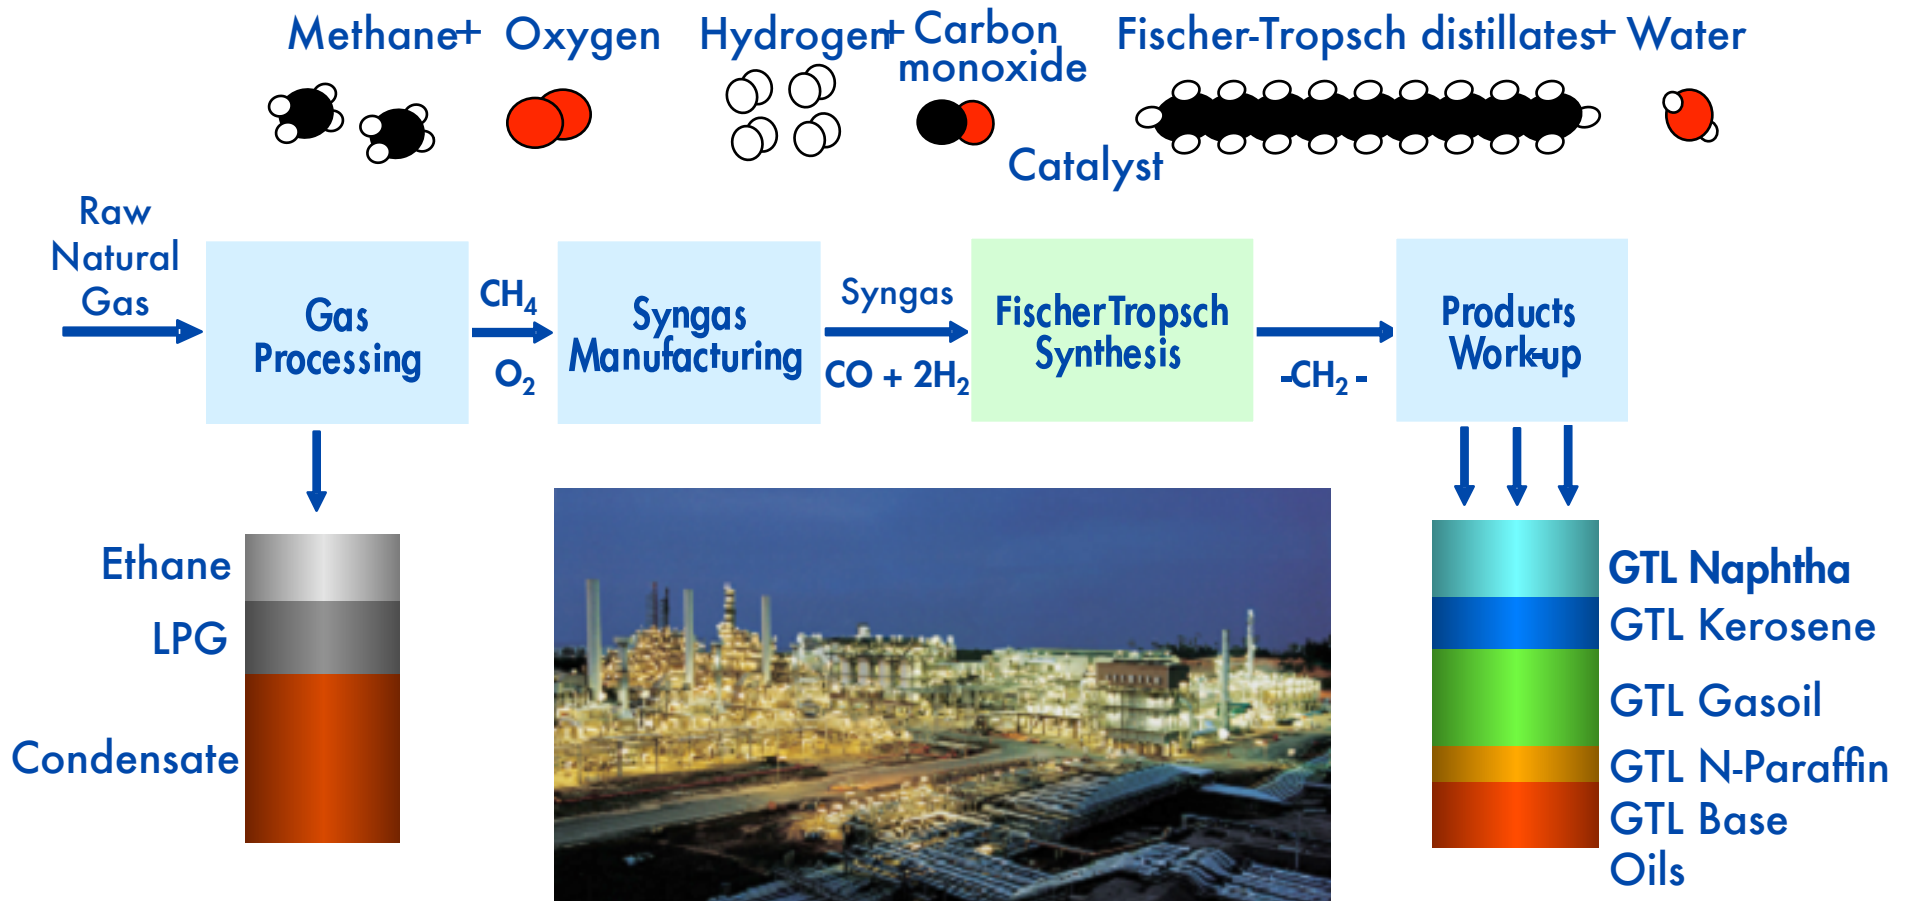 Methane + Oxygen
Hydrogen + Carbon
monoxide
Fischer-Tropsch distillates + Water
Catalyst
Raw
Natural
Gas
Gas
Processing
CH4
O2
Syngas
Manufacturing
Syngas
CO + 2H2
FischerTropsch
Synthesis
-CH2 -
Products
Work-up
Ethane
LPG
Condensate
GTL Naphtha
GTL Kerosene
GTL Gasoil
GTL N-Paraffin
GTL Base
Oils